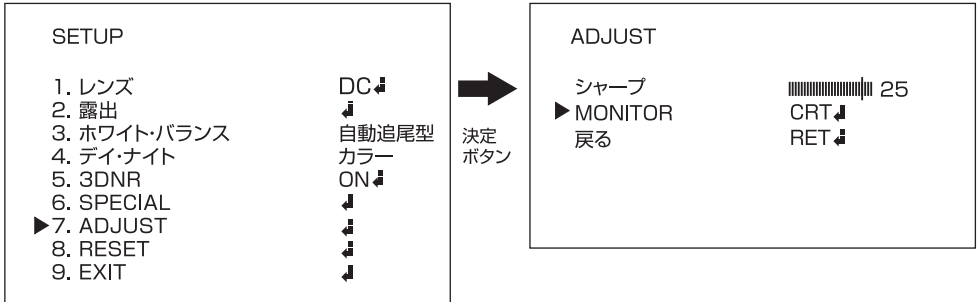 SETUP
1. レンズ DC↲
2. 露出 ↲
3. ホワイト・バランス 自動追尾型
4. デイ・ナイト カラー
5. 3DNR ON↲
6. SPECIAL ↲
▶7. ADJUST ↲
8. RESET ↲
9. EXIT ↲
決定
ボタン
ADJUST
シャープ 25
▶MONITOR CRT↲
戻る RET↲